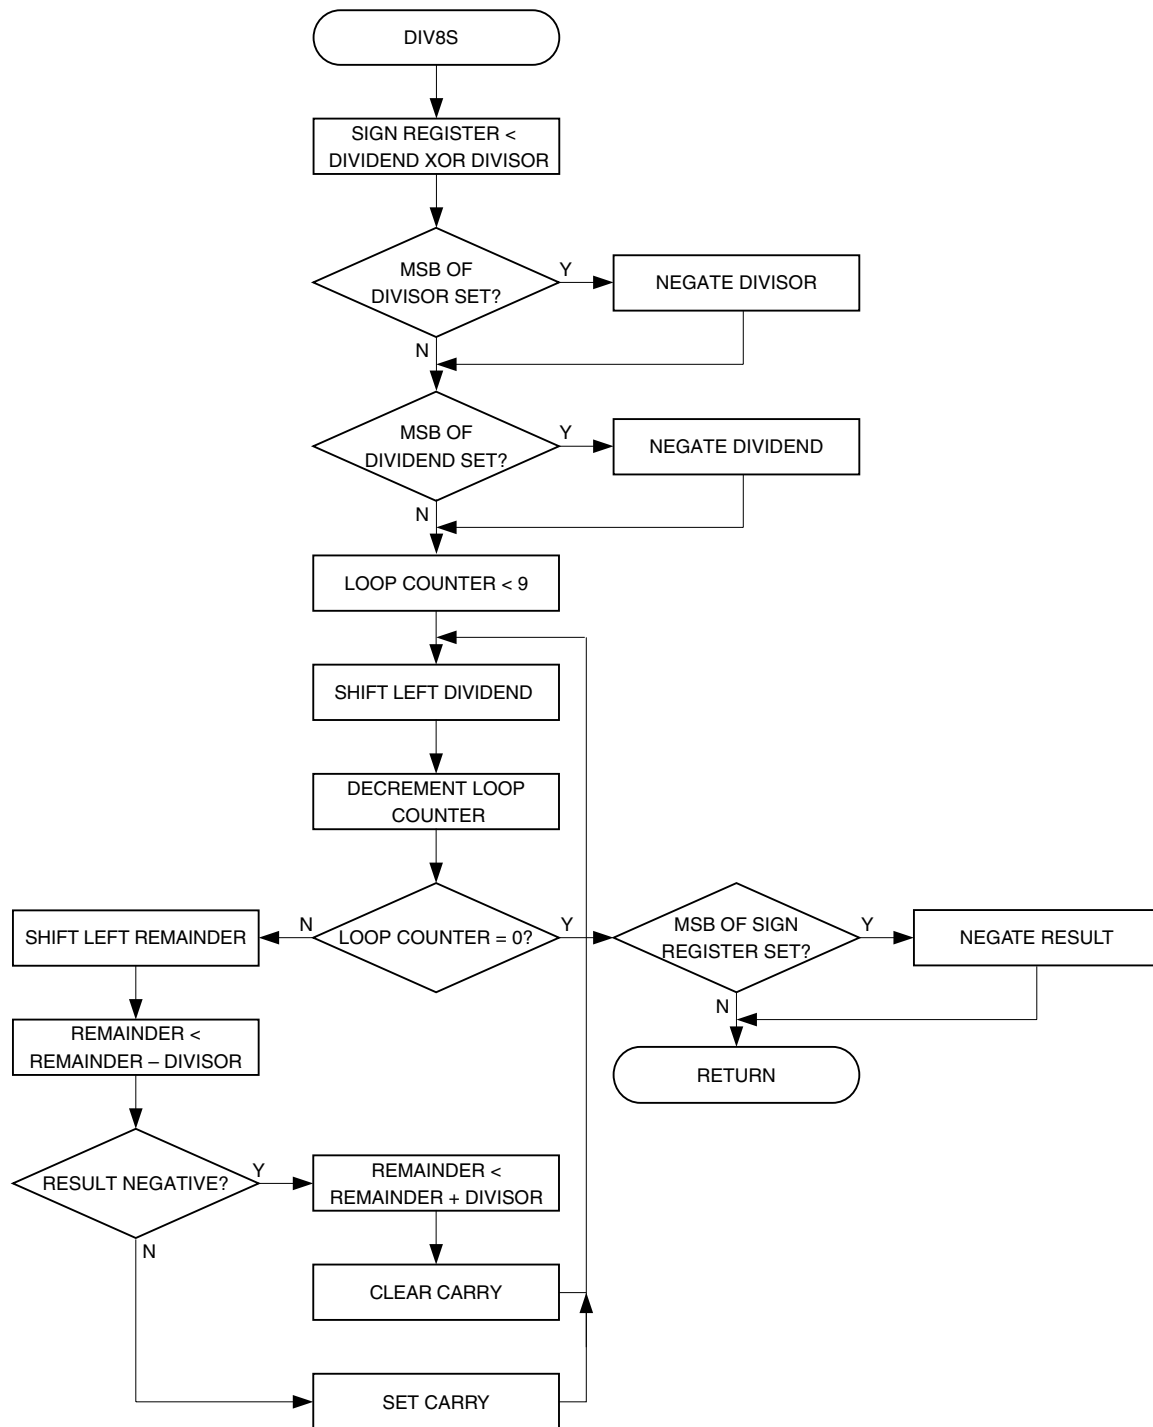 DIV8S
SIGN REGISTER <
DIVIDEND XOR DIVISOR
MSB OF
DIVISOR SET?
Y
NEGATE DIVISOR
N
MSB OF
DIVIDEND SET?
Y
NEGATE DIVIDEND
N
LOOP COUNTER < 9
SHIFT LEFT DIVIDEND
DECREMENT LOOP
COUNTER
SHIFT LEFT REMAINDER
N
LOOP COUNTER = 0?
Y
MSB OF SIGN
REGISTER SET?
Y
NEGATE RESULT
N
REMAINDER <
REMAINDER – DIVISOR
RETURN
RESULT NEGATIVE?
Y
REMAINDER <
REMAINDER + DIVISOR
N
CLEAR CARRY
SET CARRY